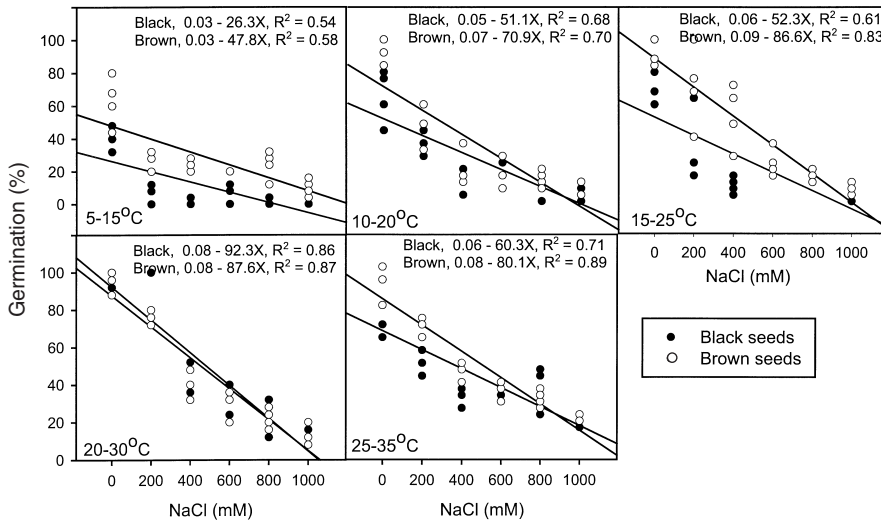 Black, 0.03 - 26.3X, R² = 0.54
Brown, 0.03 - 47.8X, R² = 0.58
5-15°C
Black, 0.05 - 51.1X, R² = 0.68
Brown, 0.07 - 70.9X, R² = 0.70
10-20°C
Black, 0.06 - 52.3X, R² = 0.61
Brown, 0.09 - 86.6X, R² = 0.83
15-25°C
120
100
80
60
40
20
0
0 200 400 600 800 1000
NaCl (mM)
Germination (%)
Black, 0.08 - 92.3X, R² = 0.86
Brown, 0.08 - 87.6X, R² = 0.87
20-30°C
Black, 0.06 - 60.3X, R² = 0.71
Brown, 0.08 - 80.1X, R² = 0.89
25-35°C
100
80
60
40
20
0
0 200 400 600 800 1000
NaCl (mM)
0 200 400 600 800 1000
NaCl (mM)
Black seeds
Brown seeds